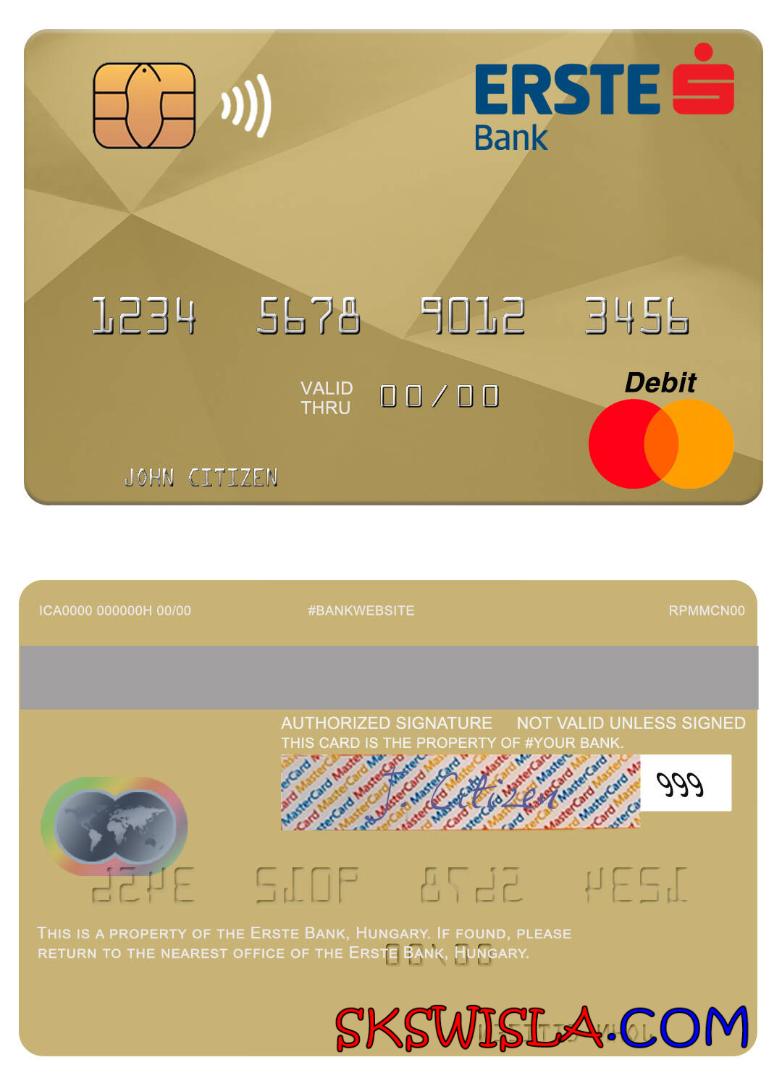 ERSTE
Bank
1234 5678 9012 3456
VALID THRU 00/00
Debit
JOHN CITIZEN
ICA0000 000000H 00/00 #BANKWEBSITE RPMMCN00
AUTHORIZED SIGNATURE NOT VALID UNLESS SIGNED
THIS CARD IS THE PROPERTY OF #YOUR BANK.
MasterCard MasterCard MasterCard
J. Citizen
999
THIS IS A PROPERTY OF THE ERSTE BANK, HUNGARY. IF FOUND, PLEASE
RETURN TO THE NEAREST OFFICE OF THE ERSTE BANK, HUNGARY.
SKSWISLA.COM